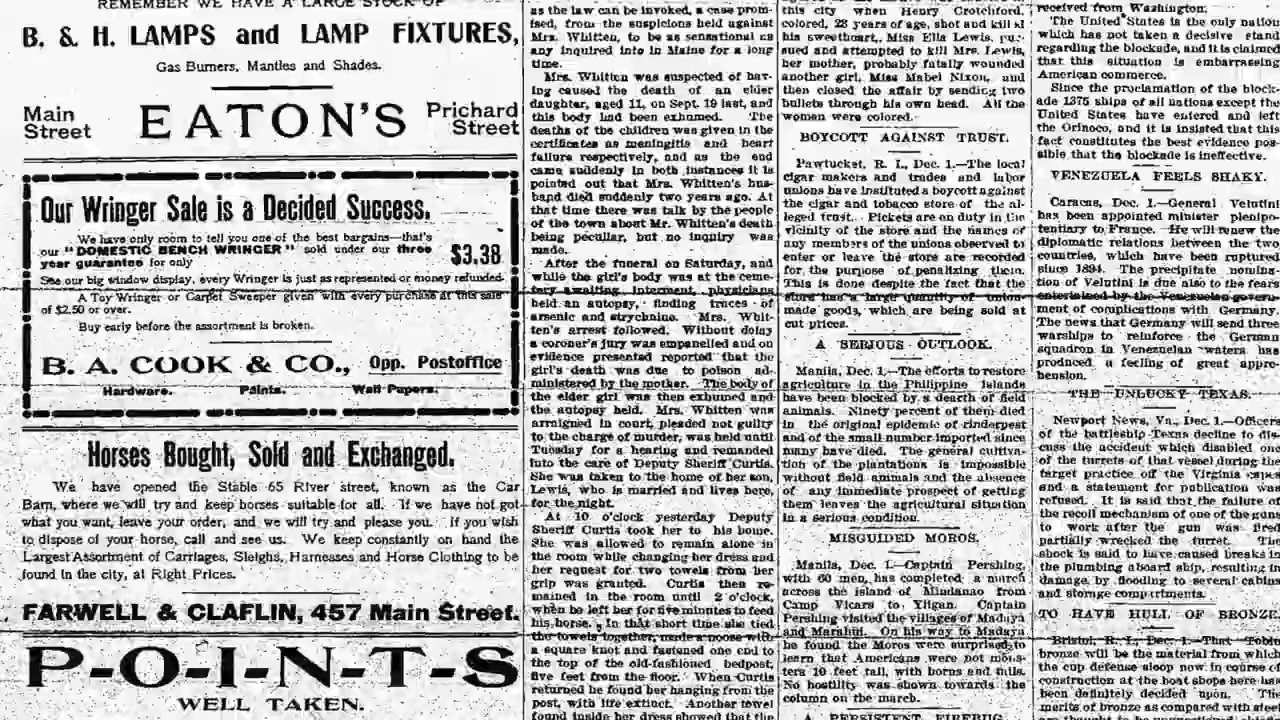 REMEMBER WE HAVE A LARGE STOCK OF
B. & H. LAMPS and LAMP FIXTURES,
Gas Burners, Mantles and Shades.
Main Street EATON'S Prichard Street
Our Wringer Sale is a Decided Success.
We have only room to tell you one of the best bargains—that's
our "DOMESTIC BENCH WRINGER" sold under our three
year guarantee for only $3.38
See our big window display, every Wringer is just as represented or money refunded.
A Toy Wringer or Carpet Sweeper given with every purchase at this sale
of $2.50 or over.
Buy early before the assortment is broken.
B. A. COOK & CO., Opp. Postoffice
Hardware. Paints. Wall Papers.
Horses Bought, Sold and Exchanged.
We have opened the Stable 65 River street, known as the Car
Barn, where we will try and keep horses suitable for all. If we have not got
what you want, leave your order, and we will try and please you. If you wish
to dispose of your horse, call and see us. We keep constantly on hand the
Largest Assortment of Carriages, Sleighs, Harnesses and Horse Clothing to be
found in the city, at Right Prices.
FARWELL & CLAFLIN, 457 Main Street.
P-O-I-N-T-S
WELL TAKEN.
as the law can be invoked, a case prom-
ised, from the suspicions held against
Mrs. Whitten, to be as sensational as
any inquired into in Maine for a long
time.
Mrs. Whitten was suspected of hav-
ing caused the death of an elder
daughter, aged 11, on Sept. 19 last, and
this body had been exhumed. The
deaths of the children was given in the
certificates as meningitis and heart
failure respectively, and as the end
came suddenly in both instances it is
pointed out that Mrs. Whitten's hus-
band died suddenly two years ago. At
that time there was talk by the people
of the town about Mr. Whitten's death
being peculiar, but no inquiry was
made.
After the funeral on Saturday, and
while the girl's body was at the ceme-
tery awaiting interment, physicians
held an autopsy, finding traces of
arsenic and strychnine. Mrs. Whit-
ten's arrest followed. Without delay
a coroner's jury was empanelled and on
evidence presented reported that the
girl's death was due to poison ad-
ministered by the mother. The body of
the elder girl was then exhumed and
the autopsy held. Mrs. Whitten was
arraigned in court, pleaded not guilty
to the charge of murder, was held until
Tuesday for a hearing and remanded
into the care of Deputy Sheriff Curtis.
She was taken to the home of her son,
Lewis, who is married and lives here,
for the night.
At 10 o'clock yesterday Deputy
Sheriff Curtis took her to his home.
She was allowed to remain alone in
the room while changing her dress and
her request for two towels from her
grip was granted. Curtis then re-
mained in the room until 2 o'clock,
when he left her for five minutes to feed
his horse. In that short time she tied
the towels together, made a noose with
a square knot and fastened one end to
the top of the old-fashioned bedpost,
five feet from the floor. When Curtis
returned he found her hanging from the
post, with life extinct. Another towel
found inside her dress showed that the
this city when Henry Crotchford,
colored, 28 years of age, shot and killed
his sweetheart, Miss Ella Lewis, pur-
sued and attempted to kill Mrs. Lewis,
her mother, probably fatally wounded
another girl, Miss Mabel Nixon, and
then closed the affair by sending two
bullets through his own head. All the
women were colored.
BOYCOTT AGAINST TRUST.
Pawtucket, R. I., Dec. 1.—The local
cigar makers and trades and labor
unions have instituted a boycott against
the cigar and tobacco store of the al-
leged trust. Pickets are on duty in the
vicinity of the store and the names of
any members of the unions observed to
enter or leave the store are recorded
for the purpose of penalizing them.
This is done despite the fact that the
store has a large quantity of union-
made goods, which are being sold at
cut prices.
A SERIOUS OUTLOOK.
Manila, Dec. 1.—The efforts to restore
agriculture in the Philippine islands
have been blocked by a dearth of field
animals. Ninety percent of them died
in the original epidemic of rinderpest
and of the small number imported since
many have died. The general cultiva-
tion of the plantations is impossible
without field animals and the absence
of any immediate prospect of getting
them leaves the agricultural situation
in a serious condition.
MISGUIDED MOROS.
Manila, Dec. 1.—Captain Pershing,
with 60 men, has completed a march
across the island of Mindanao from
Camp Vicars to Yligan. Captain
Pershing visited the villages of Madaya
and Marahui. On his way to Madaya
he found the Moros were surprised to
learn that Americans were not mons-
ters 10 feet tall, with horns and tails.
No hostility was shown towards the
column on the march.
A PERSISTENT FIREBUG.
received from Washington.
The United States is the only nation
which has not taken a decisive stand
regarding the blockade, and it is claimed
that this situation is embarrassing
American commerce.
Since the proclamation of the block-
ade 1375 ships of all nations except the
United States have entered and left
the Orinoco, and it is insisted that this
fact constitutes the best evidence pos-
sible that the blockade is ineffective.
VENEZUELA FEELS SHAKY.
Caracas, Dec. 1.—General Velutini
has been appointed minister plenipo-
tentiary to France. He will renew the
diplomatic relations between the two
countries, which have been ruptured
since 1894. The precipitate nomina-
tion of Velutini is due also to the fears
entertained by the Venezuelan govern-
ment of complications with Germany.
The news that Germany will send three
warships to reinforce the German
squadron in Venezuelan waters has
produced a feeling of great appre-
hension.
THE UNLUCKY TEXAS.
Newport News, Va., Dec. 1.—Officers
of the battleship Texas decline to dis-
cuss the accident which disabled one
of the turrets of that vessel during the
target practice off the Virginia capes
and a statement for publication was
refused. It is said that the failure of
the recoil mechanism of one of the guns
to work after the gun was fired
partially wrecked the turret. The
shock is said to have caused breaks in
the plumbing aboard ship, resulting in
damage by flooding to several cabins
and storage compartments.
TO HAVE HULL OF BRONZE
Bristol, R. I., Dec. 1.—That Tobin
bronze will be the material from which
the cup defense sloop now in course of
construction at the boat shops here has
been definitely decided upon. The
merits of bronze as compared with steel